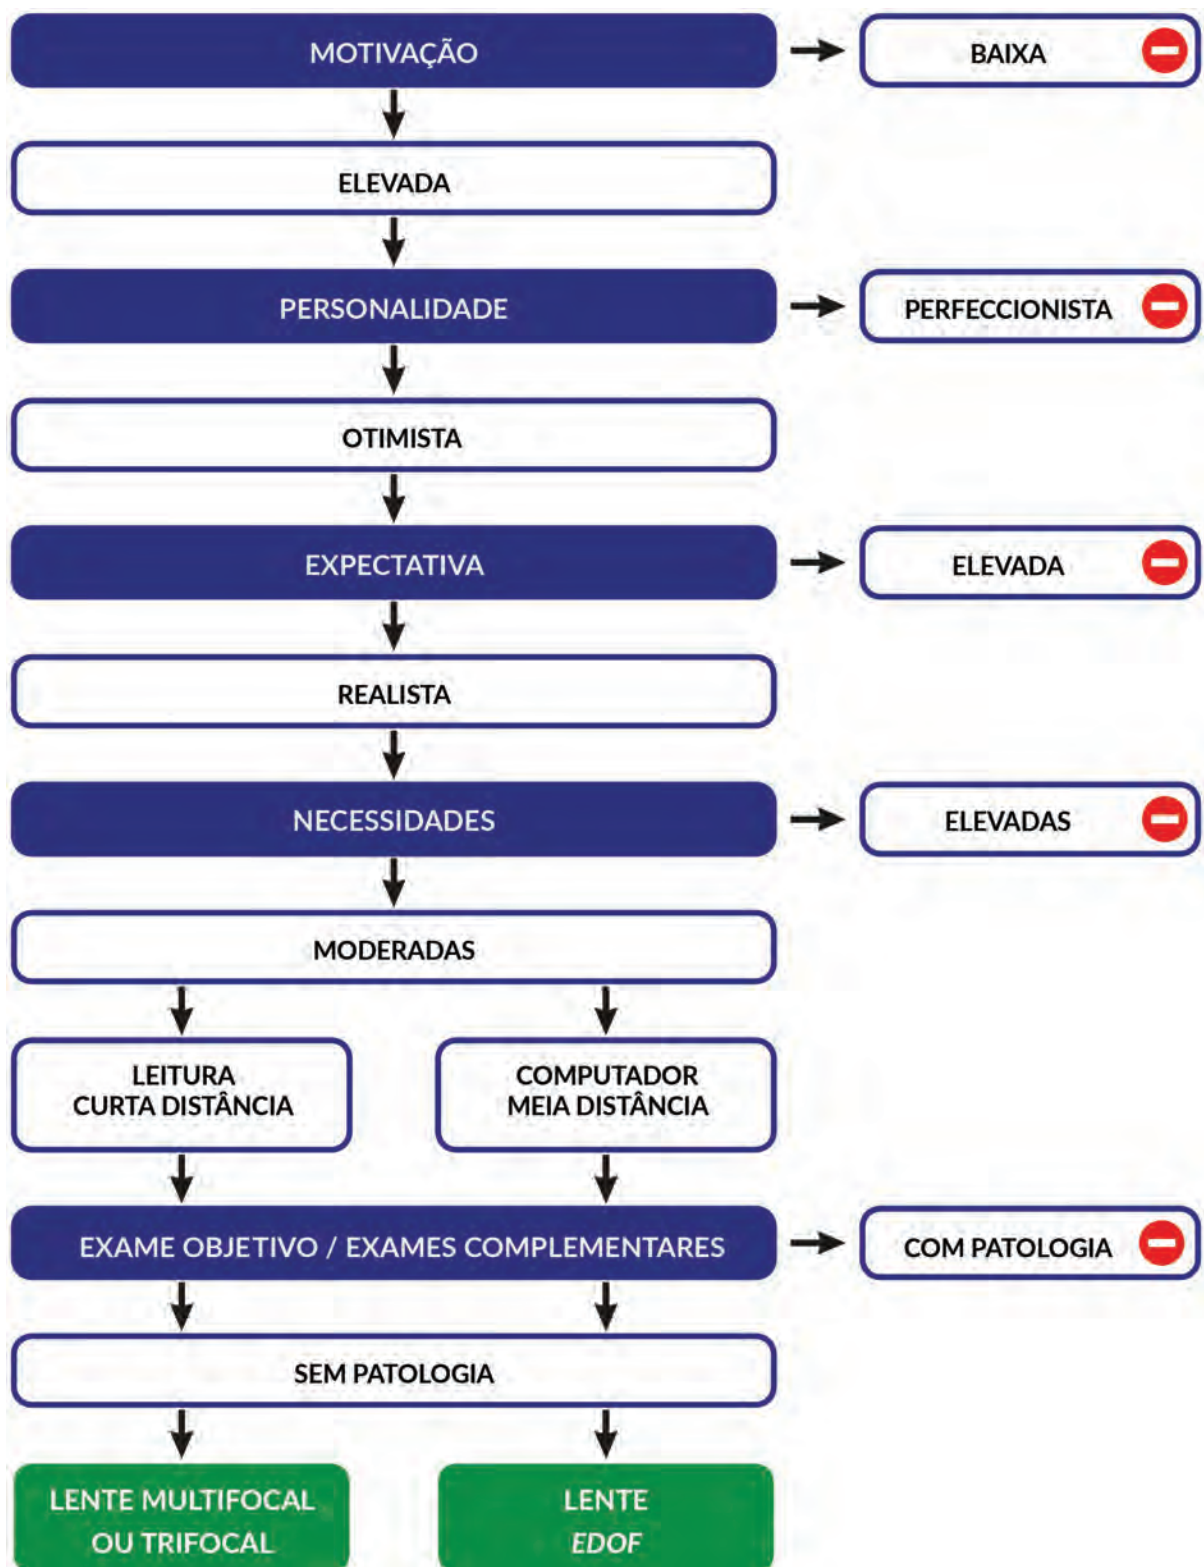 MOTIVAÇÃO
BAIXA
ELEVADA
PERSONALIDADE
PERFECCIONISTA
OTIMISTA
EXPECTATIVA
ELEVADA
REALISTA
NECESSIDADES
ELEVADAS
MODERADAS
LEITURA
CURTA DISTÂNCIA
COMPUTADOR
MEIA DISTÂNCIA
EXAME OBJETIVO / EXAMES COMPLEMENTARES
COM PATOLOGIA
SEM PATOLOGIA
LENTE MULTIFOCAL
OU TRIFOCAL
LENTE
EDOF